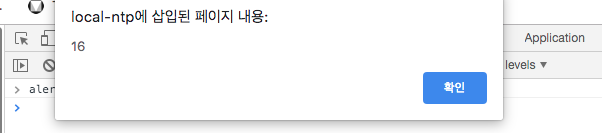 local-ntp에 삽입된 페이지 내용:
16
Application
levels ▼
확인
> aler
>